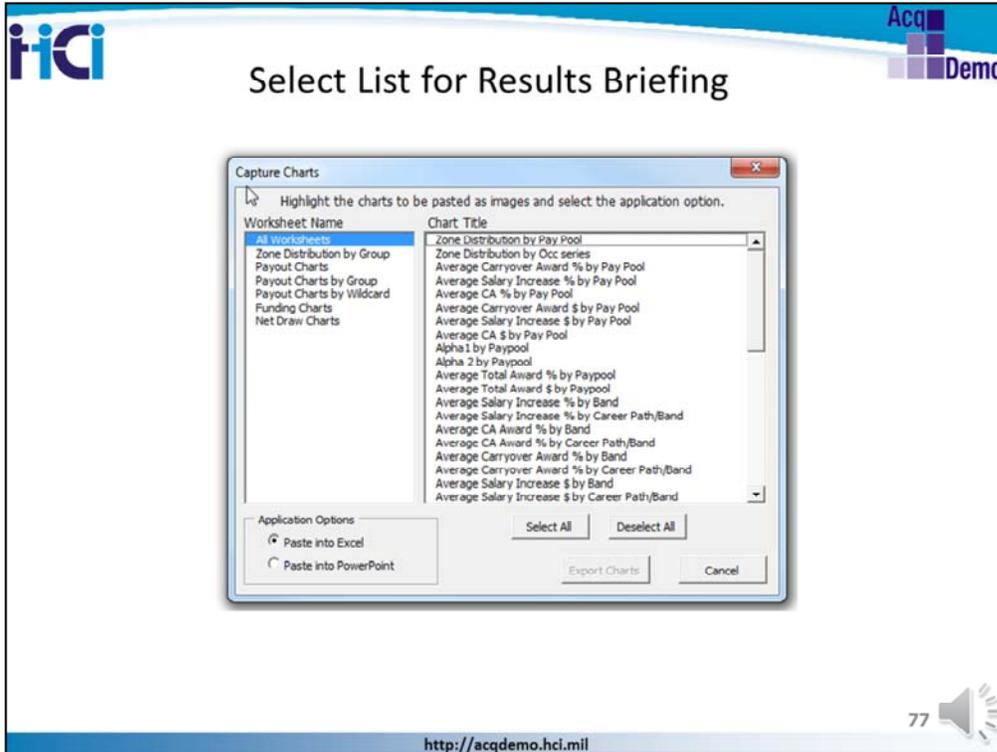 HCi
Acq
Demo
Select List for Results Briefing
Capture Charts
Highlight the charts to be pasted as images and select the application option.
Worksheet Name
All Worksheets
Zone Distribution by Group
Payout Charts
Payout Charts by Group
Payout Charts by Wildcard
Funding Charts
Net Draw Charts
Chart Title
Zone Distribution by Pay Pool
Zone Distribution by Occ series
Average Carryover Award % by Pay Pool
Average Salary Increase % by Pay Pool
Average CA % by Pay Pool
Average Carryover Award $ by Pay Pool
Average Salary Increase $ by Pay Pool
Average CA $ by Pay Pool
Alpha1 by Paypool
Alpha 2 by Paypool
Average Total Award % by Paypool
Average Total Award $ by Paypool
Average Salary Increase % by Band
Average Salary Increase % by Career Path/Band
Average CA Award % by Band
Average CA Award % by Career Path/Band
Average Carryover Award % by Band
Average Carryover Award % by Career Path/Band
Average Salary Increase $ by Band
Average Salary Increase $ by Career Path/Band
Application Options
Paste into Excel
Paste into PowerPoint
Select All
Deselect All
Export Charts
Cancel
77
http://acqdemo.hci.mil